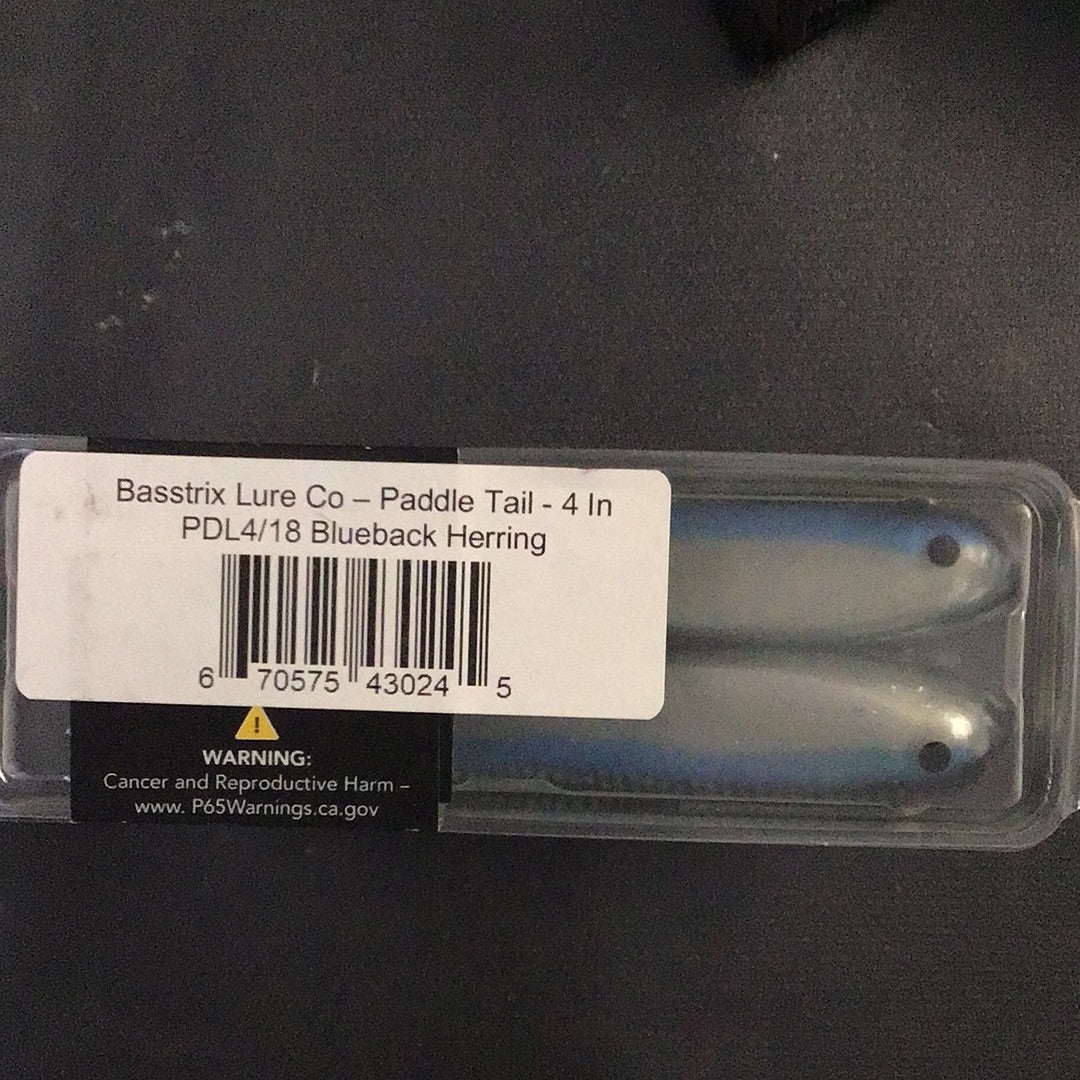 Basstrix Lure Co – Paddle Tail - 4 In
PDL4/18 Blueback Herring
6 70575 43024 5
WARNING:
Cancer and Reproductive Harm –
www. P65Warnings.ca.gov